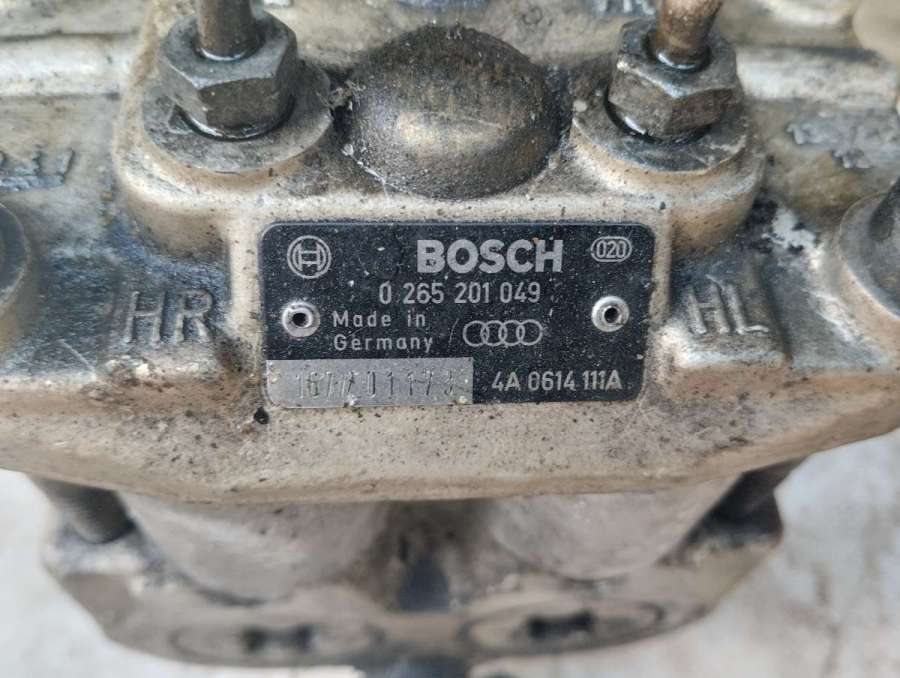 BOSCH
020
0 265 201 049
HR
Made in
Germany
HL
4A 0614 111A